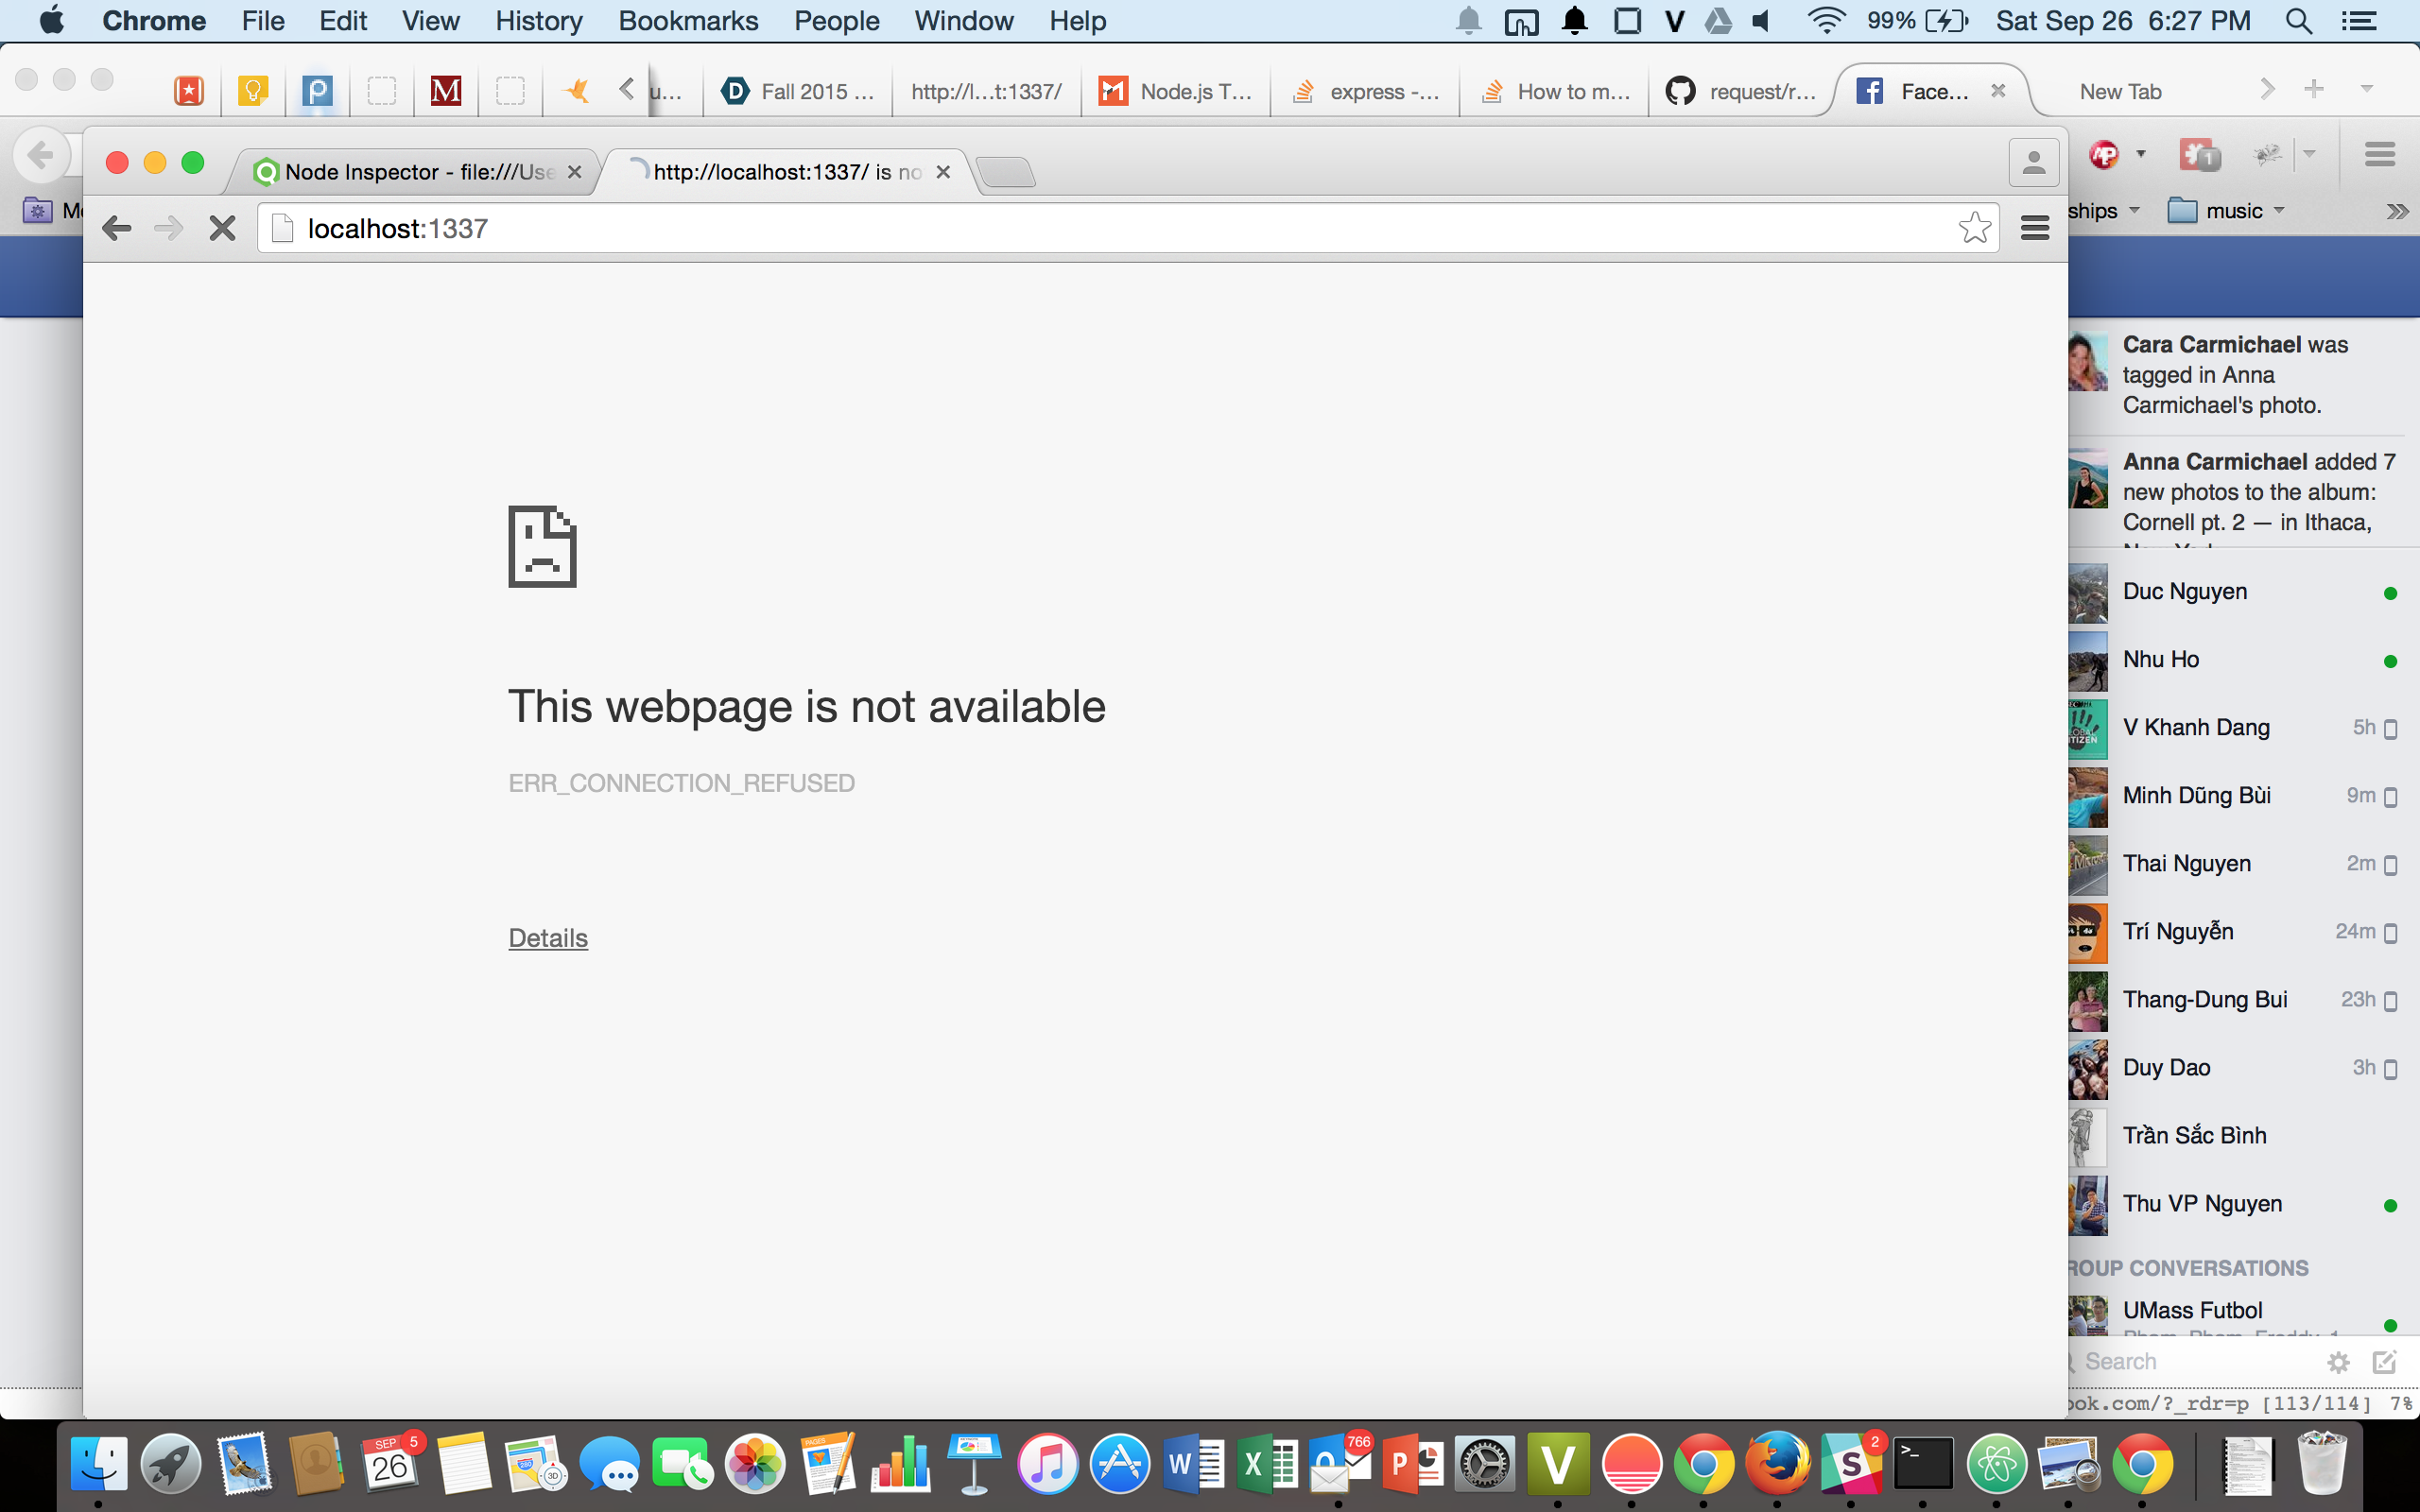 Chrome File Edit View History Bookmarks People Window Help V 99% Sat Sep 26 6:27 PM
P M u... D Fall 2015 ... http://l...t:1337/ Node.js T... express -... How to m... request/r... Face... New Tab
Node Inspector - file:///Use http://localhost:1337/ is no
1
localhost:1337
ships music
This webpage is not available
ERR_CONNECTION_REFUSED
Details
Cara Carmichael was
tagged in Anna
Carmichael's photo.
Anna Carmichael added 7
new photos to the album:
Cornell pt. 2 — in Ithaca,
Duc Nguyen
Nhu Ho
V Khanh Dang 5h
Minh Dũng Bùi 9m
Thai Nguyen 2m
Trí Nguyễn 24m
Thang-Dung Bui 23h
Duy Dao 3h
Trần Sắc Bình
Thu VP Nguyen
ROUP CONVERSATIONS
UMass Futbol
Search
ook.com/?_rdr=p [113/114] 7%
SEP 26 5 280 3D PAGES W X 766 P V S 2 >_